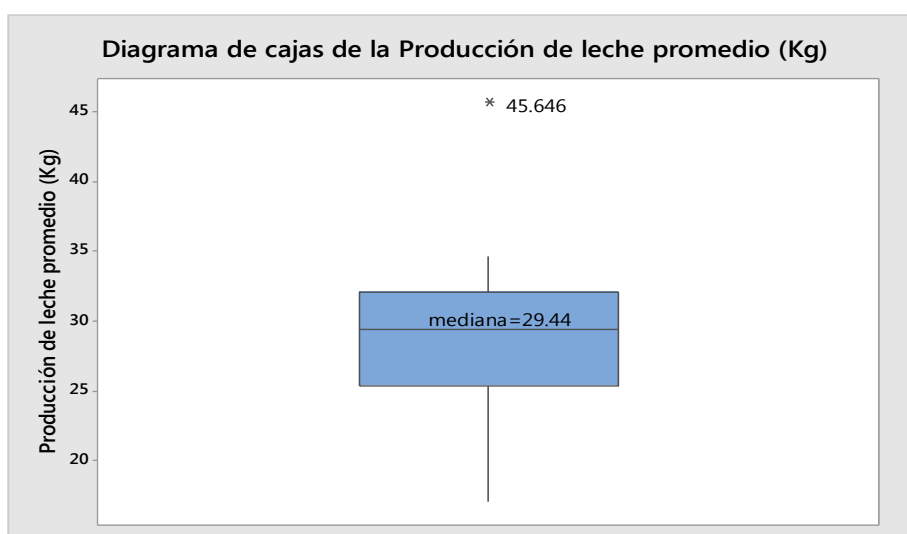 Diagrama de cajas de la Producción de leche promedio (Kg)
Producción de leche promedio (Kg)
45
40
35
30
25
20
* 45.646
mediana=29.44